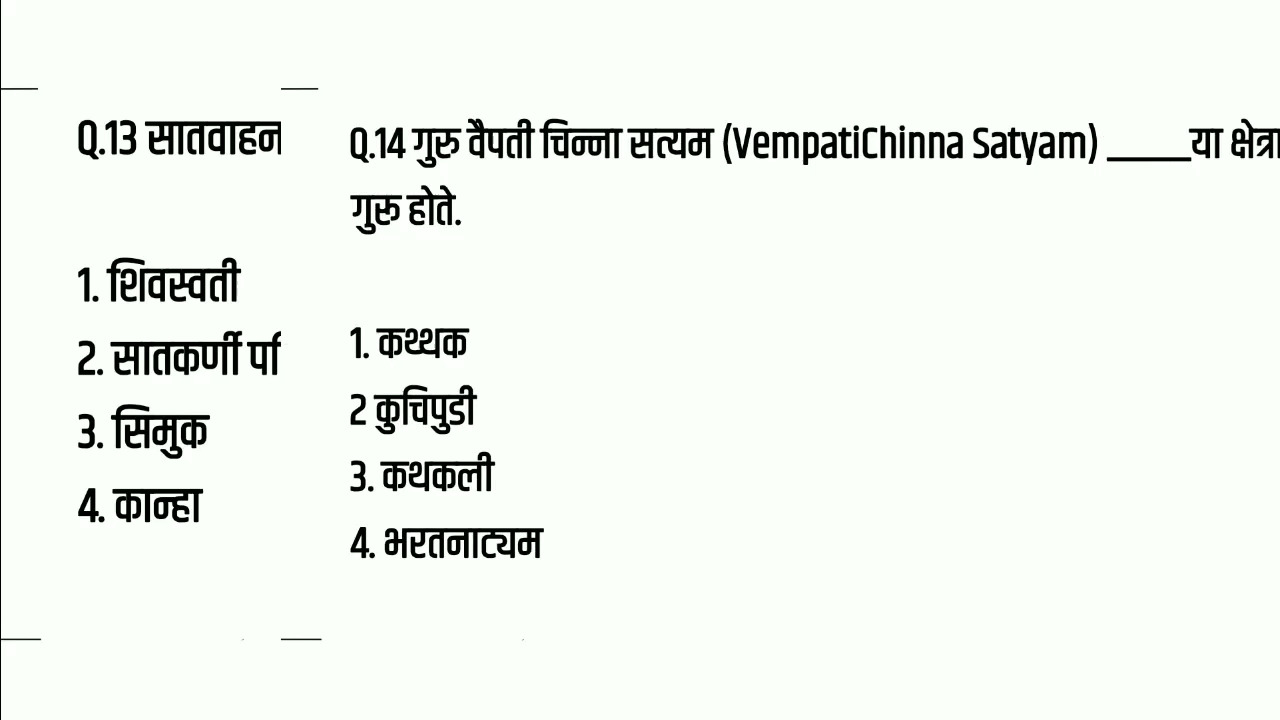 Q.13 सातवाहन
1. शिवस्वती
2. सातकर्णी
3. सिमुक
4. कान्हा
Q.14 गुरु वैपती चिन्ना सत्यम (VempatiChinna Satyam) _____या
गुरू होते.
1. कथ्थक
2 कुचिपुडी
3. कथकली
4. भरतनाट्यम